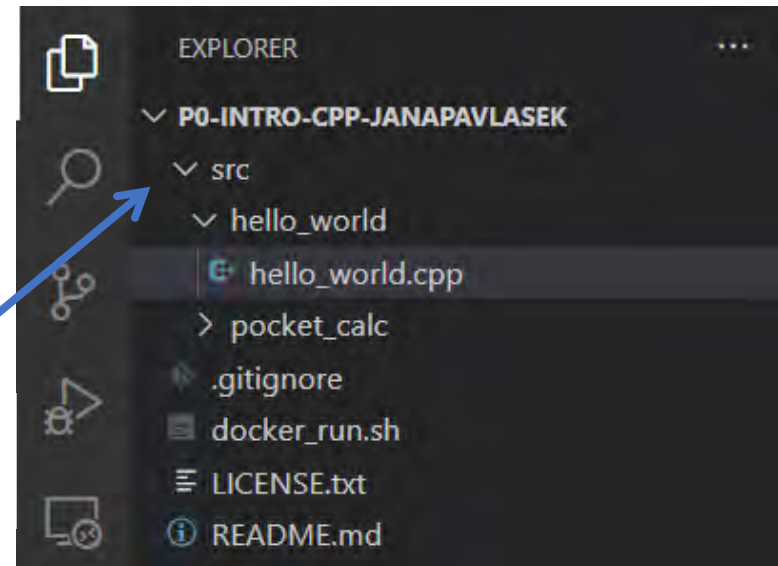 EXPLORER
P0-INTRO-CPP-JANAPAVLASEK
src
hello_world
hello_world.cpp
pocket_calc
.gitignore
docker_run.sh
LICENSE.txt
README.md